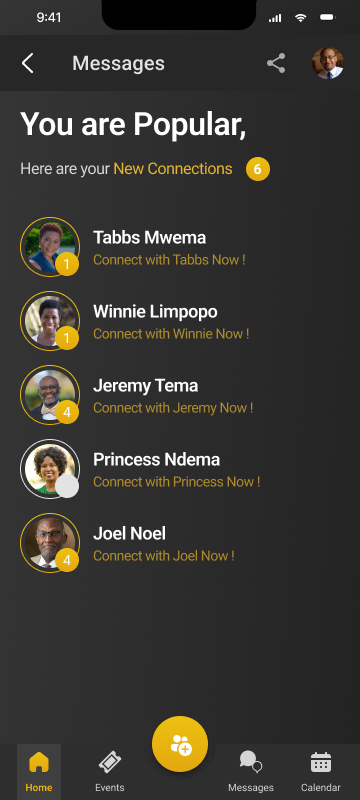 9:41
Messages
You are Popular,
Here are your New Connections 6
Tabbs Mwema
1
Connect with Tabbs Now !
Winnie Limpopo
1
Connect with Winnie Now !
Jeremy Tema
4
Connect with Jeremy Now !
Princess Ndema
Connect with Princess Now !
Joel Noel
4
Connect with Joel Now !
Home Events Messages Calendar